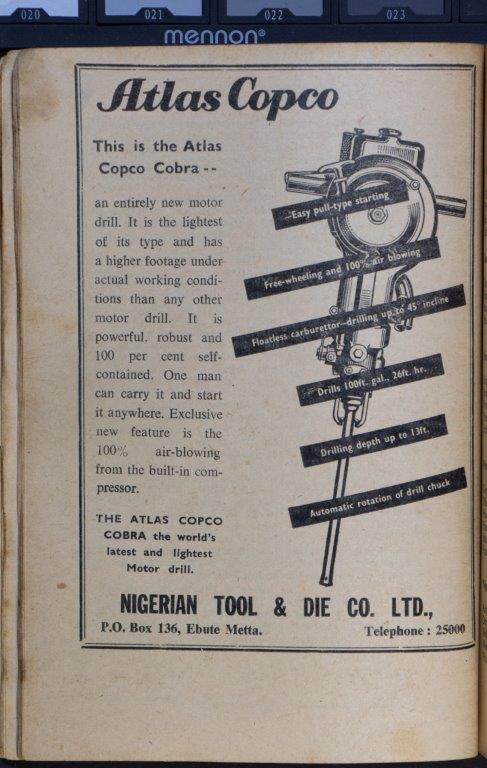 020
021
022
023
mennon®
Atlas Copco
This is the Atlas
Copco Cobra --
an entirely new motor
drill. It is the lightest
of its type and has
a higher footage under
actual working condi-
tions than any other
motor drill. It is
powerful, robust and
100 per cent self-
contained. One man
can carry it and start
it anywhere. Exclusive
new feature is the
100% air-blowing
from the built-in com-
pressor.
THE ATLAS COPCO
COBRA the world's
latest and lightest
Motor drill.
Easy pull-type starting
Free-wheeling and 100% air blowing
Floatless carburettor—drilling up to 45° incline
Drills 100ft. gal., 26ft. hr.
Drilling depth up to 13ft.
Automatic rotation of drill chuck
NIGERIAN TOOL & DIE CO. LTD.,
P.O. Box 136, Ebute Metta.
Telephone : 25000